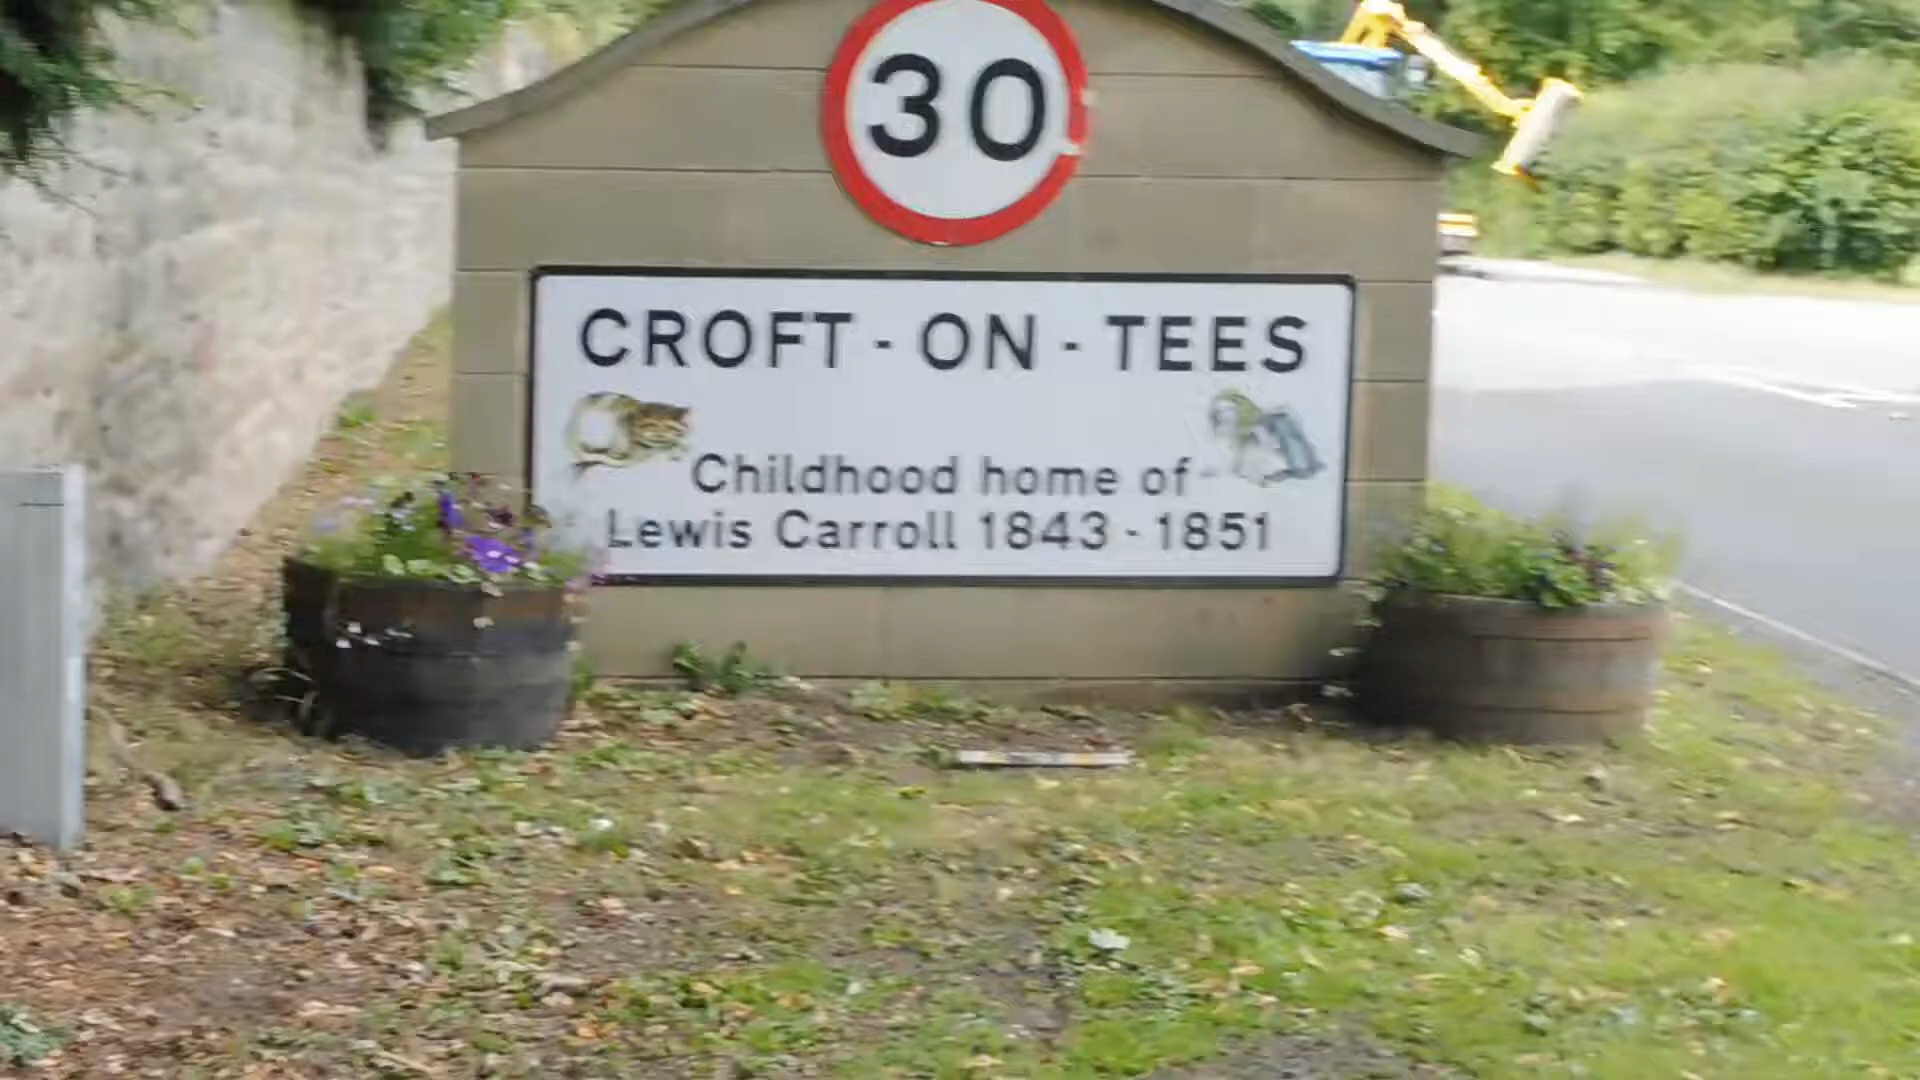 30
CROFT - ON - TEES
Childhood home of
Lewis Carroll 1843 - 1851